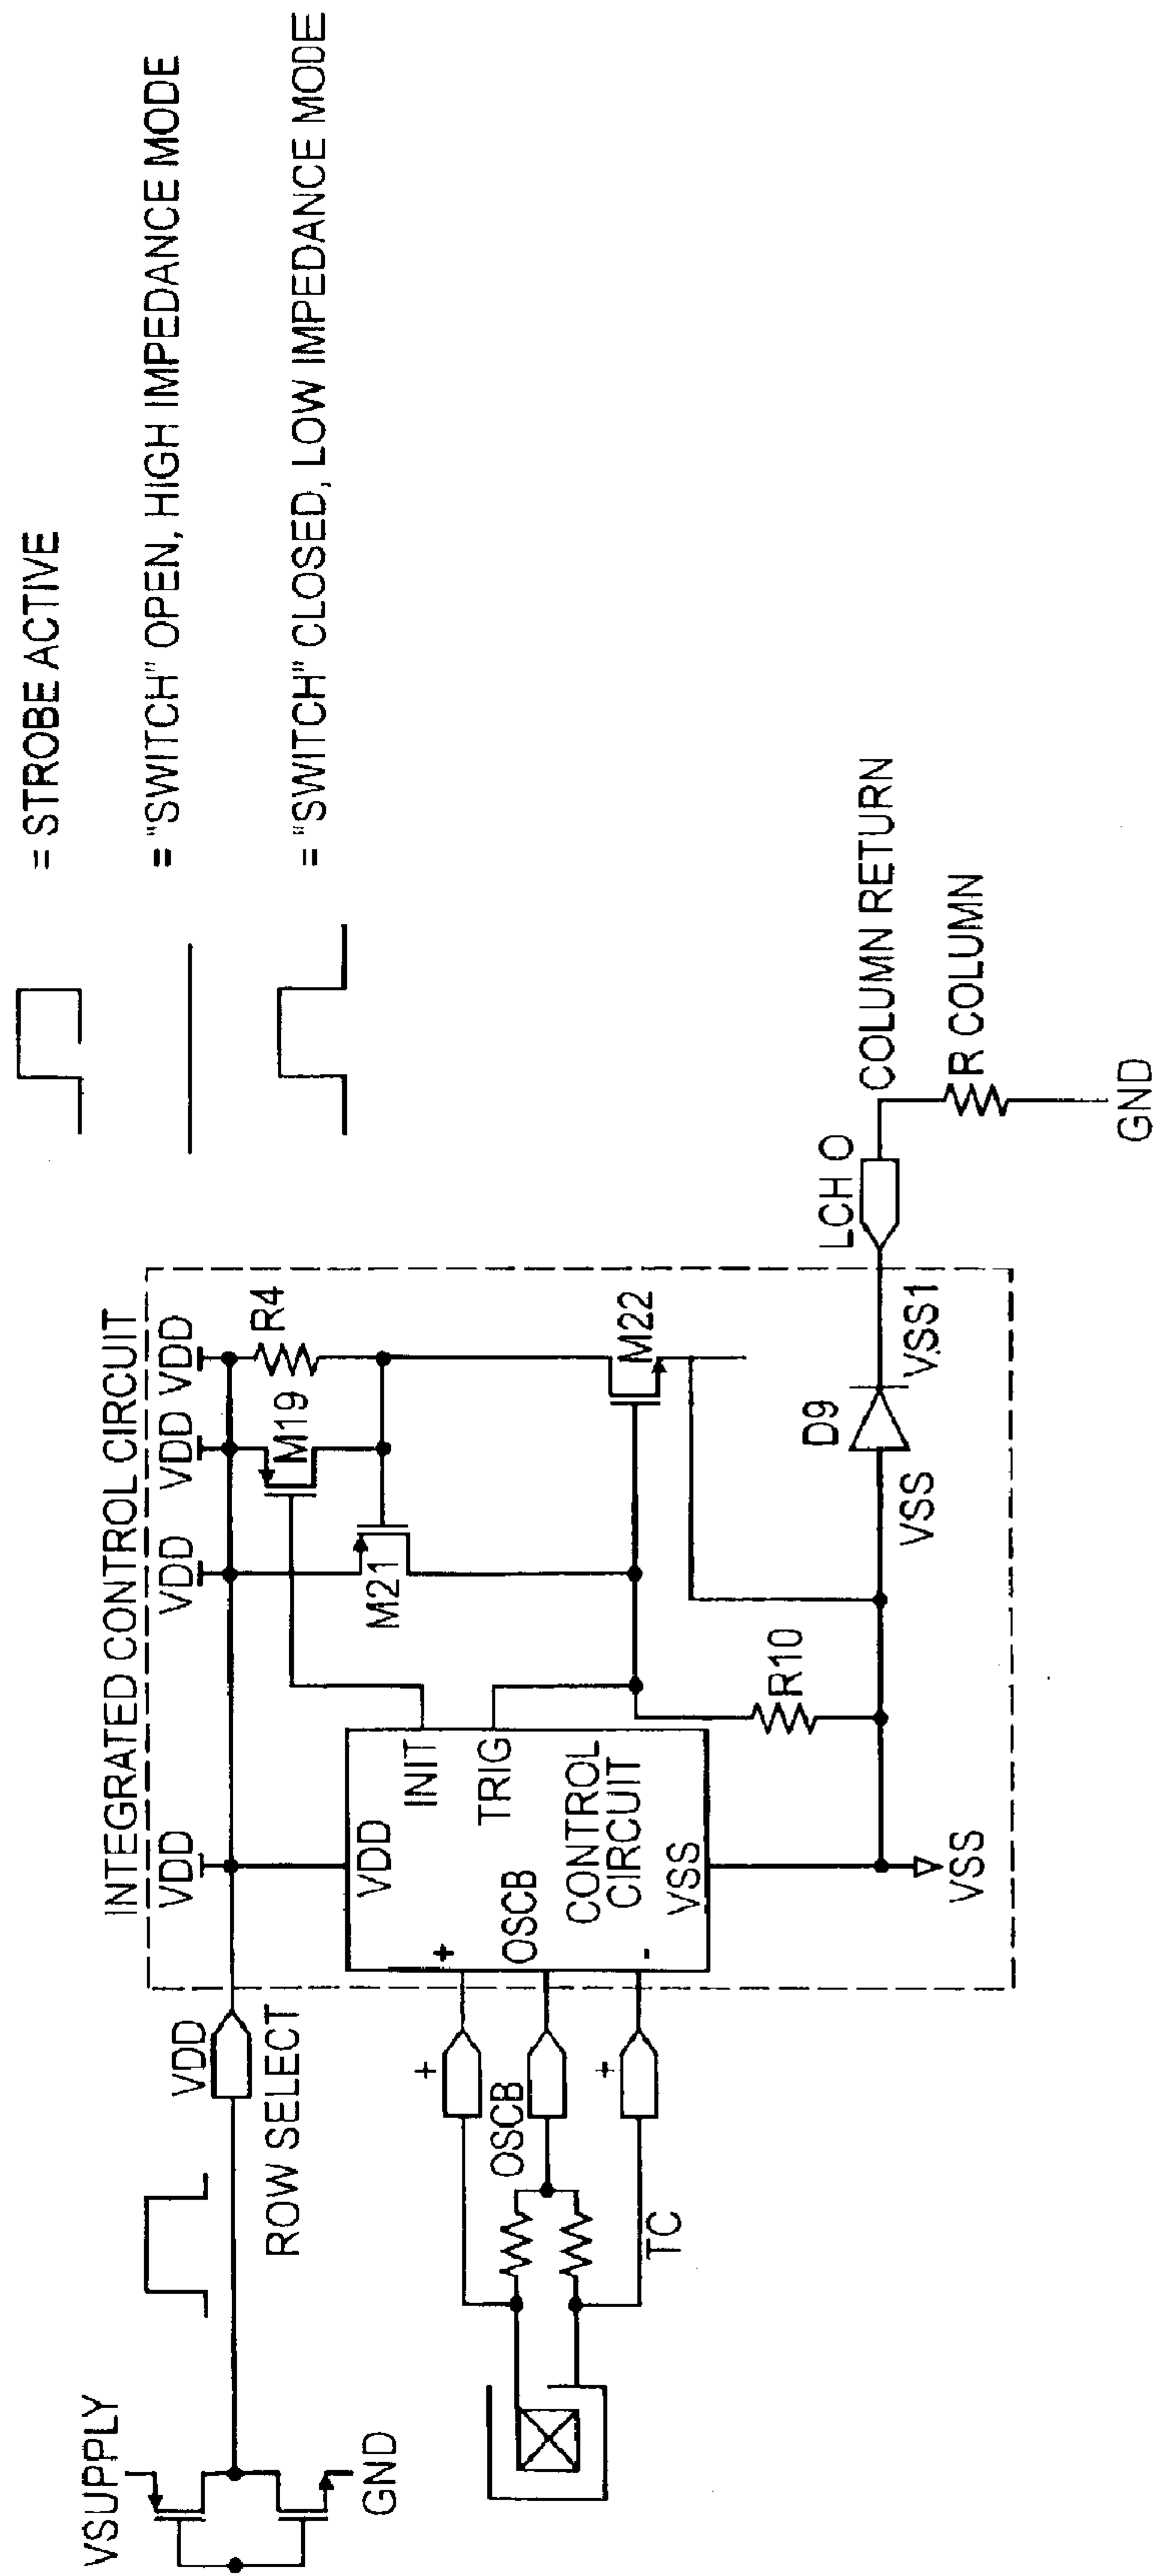 = STROBE ACTIVE
= "SWITCH" OPEN, HIGH IMPEDANCE MODE
= "SWITCH" CLOSED, LOW IMPEDANCE MODE
INTEGRATED CONTROL CIRCUIT
VSUPPLY
GND
VDD
ROW SELECT
VDD
VDD
VDD
VDD
R4
M19
M21
M22
VDD
INIT
TRIG
+
OSCB
-
CONTROL
CIRCUIT
VSS
+
OSCB
+
TC
R10
VSS
D9
VSS
VSS1
LCH O
COLUMN RETURN
R COLUMN
GND